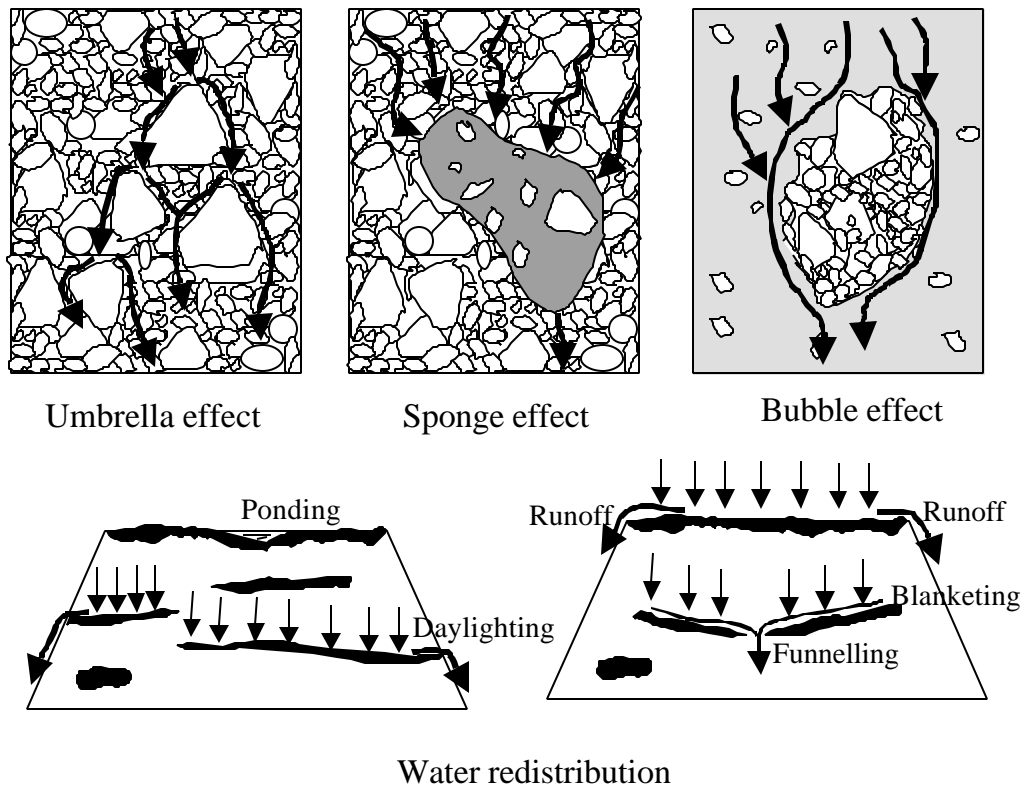 Umbrella effect
Sponge effect
Bubble effect
Ponding
Daylighting
Runoff
Runoff
Blanketing
Funnelling
Water redistribution